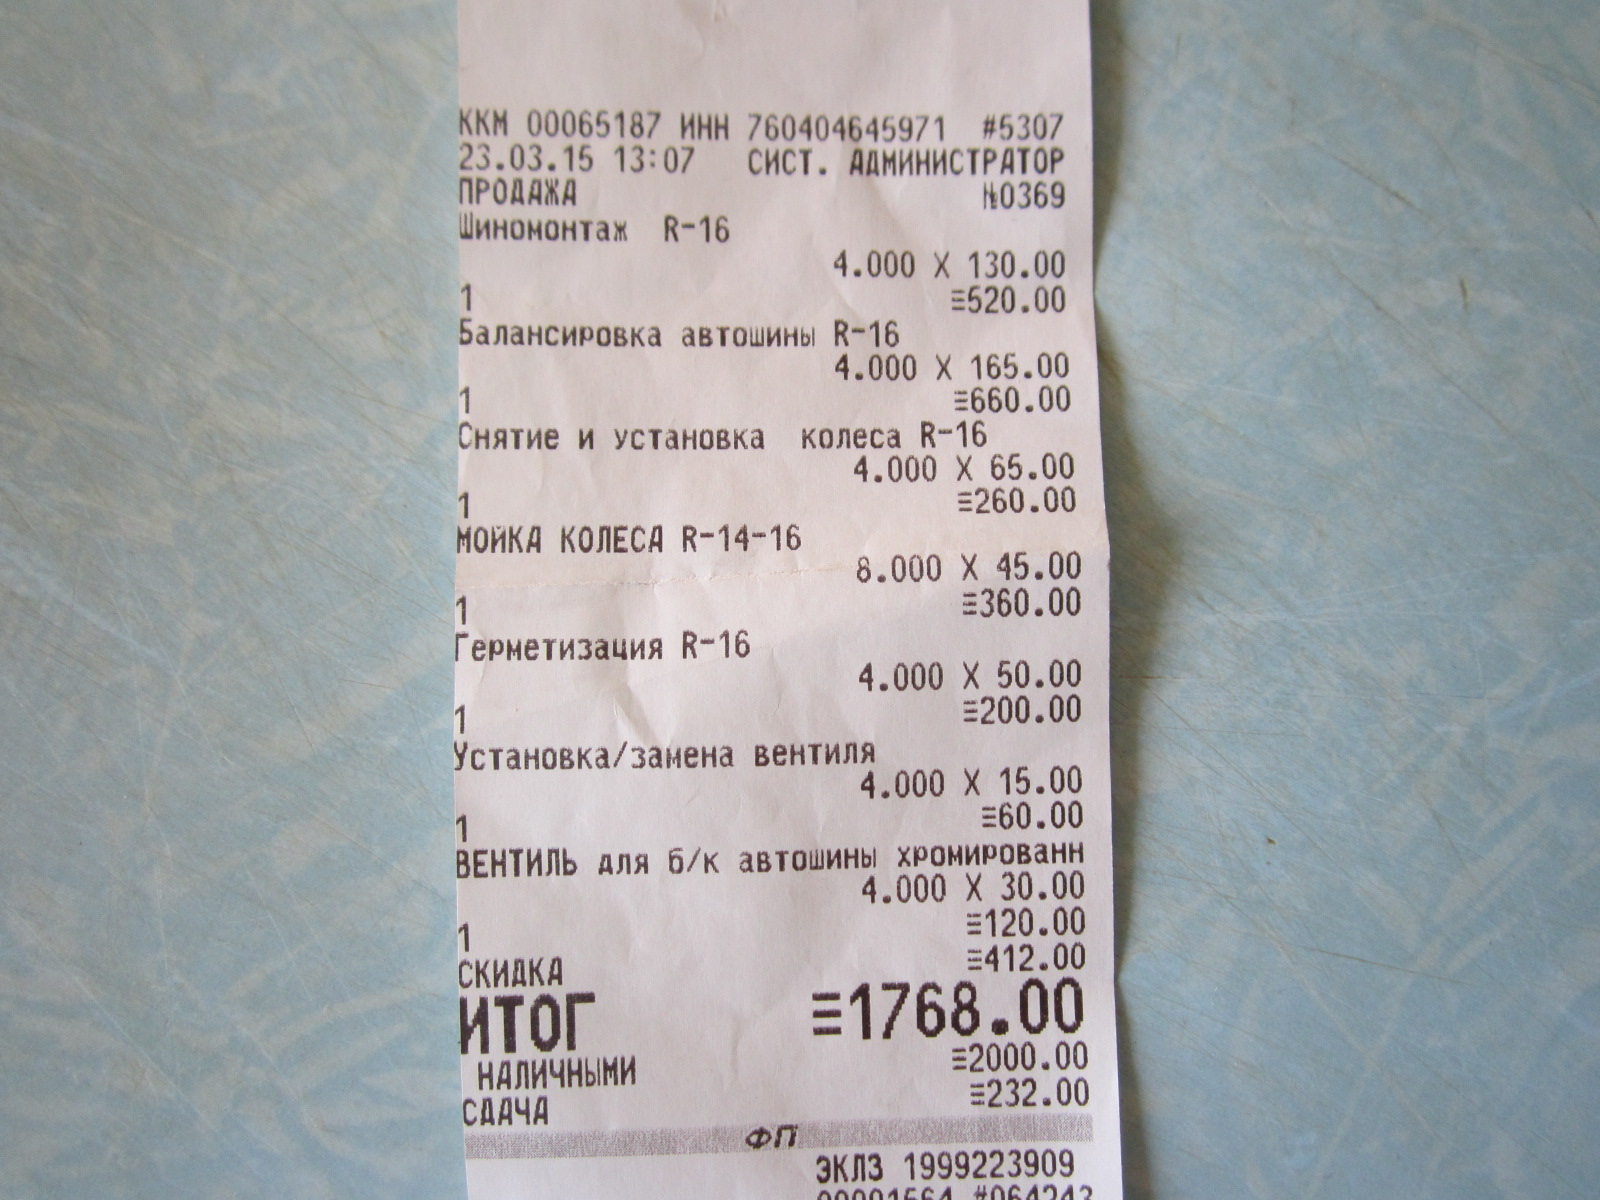 ККМ 00065187 ИНН 760404645971 #5307
23.03.15 13:07 СИСТ. АДМИНИСТРАТОР
ПРОДАЖА №0369
Шиномонтаж R-16
4.000 X 130.00
1 ≡520.00
Балансировка автошины R-16
4.000 X 165.00
1 ≡660.00
Снятие и установка колеса R-16
4.000 X 65.00
1 ≡260.00
МОЙКА КОЛЕСА R-14-16
8.000 X 45.00
1 ≡360.00
Герметизация R-16
4.000 X 50.00
1 ≡200.00
Установка/замена вентиля
4.000 X 15.00
1 ≡60.00
ВЕНТИЛЬ для б/к автошины хромированн
4.000 X 30.00
1 ≡120.00
СКИДКА ≡412.00
ИТОГ ≡1768.00
НАЛИЧНЫМИ ≡2000.00
СДАЧА ≡232.00
ФП
ЭКЛЗ 1999223909